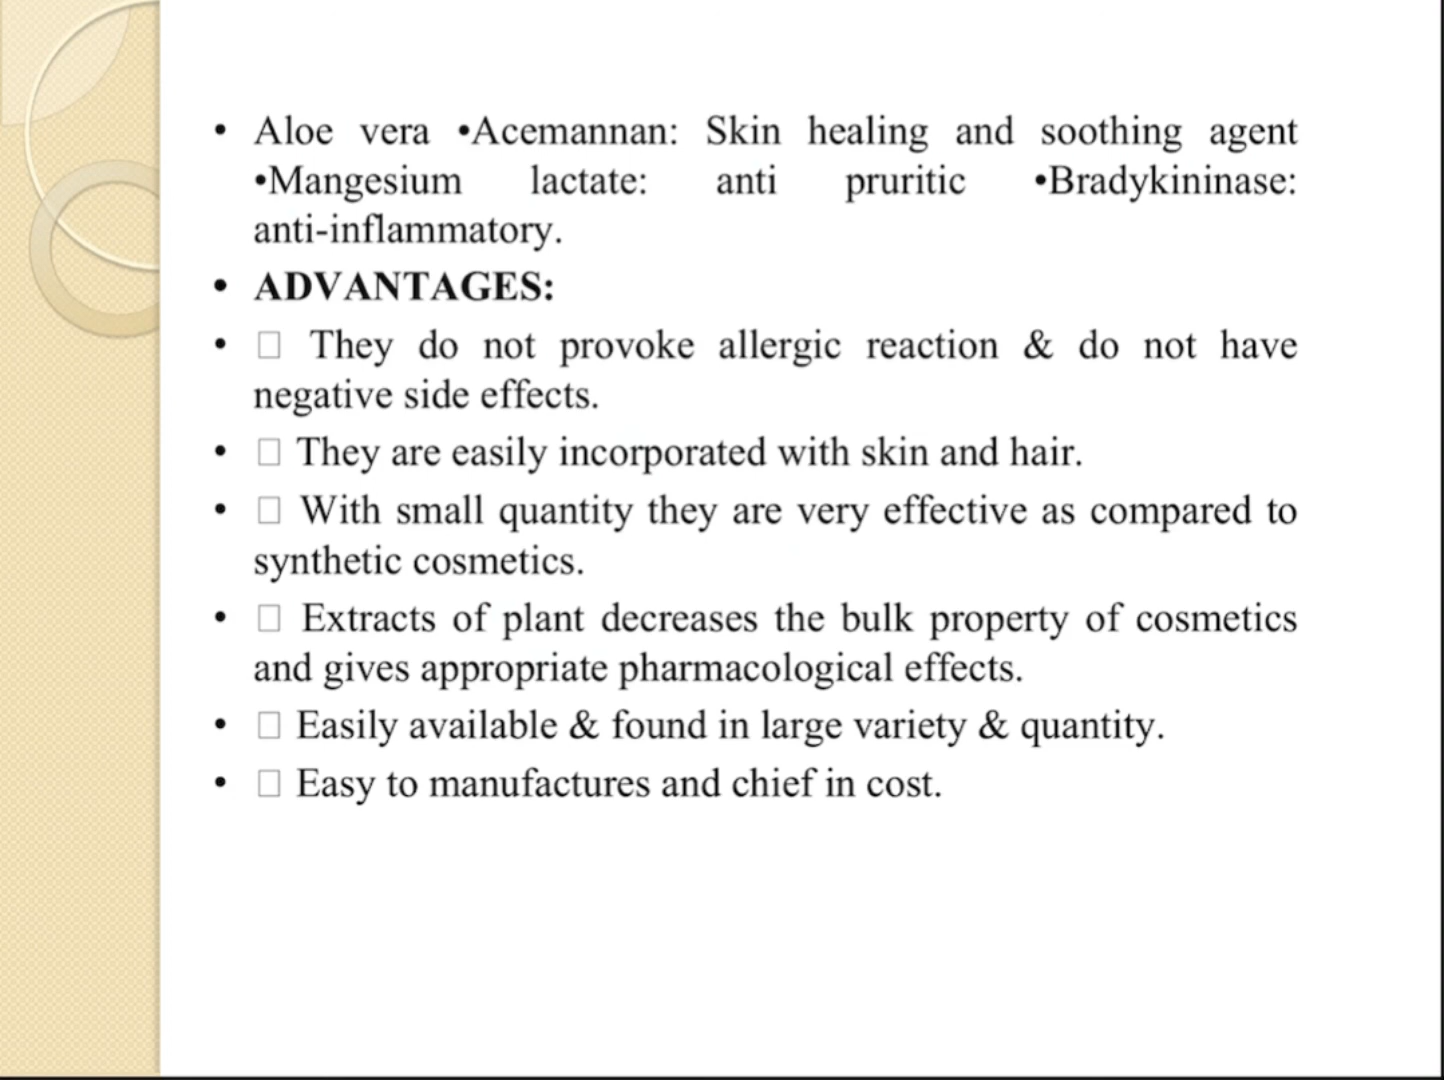 • Aloe vera •Acemannan: Skin healing and soothing agent
•Mangesium lactate: anti pruritic •Bradykininase:
anti-inflammatory.
• ADVANTAGES:
• □ They do not provoke allergic reaction & do not have
negative side effects.
• □ They are easily incorporated with skin and hair.
• □ With small quantity they are very effective as compared to
synthetic cosmetics.
• □ Extracts of plant decreases the bulk property of cosmetics
and gives appropriate pharmacological effects.
• □ Easily available & found in large variety & quantity.
• □ Easy to manufactures and chief in cost.